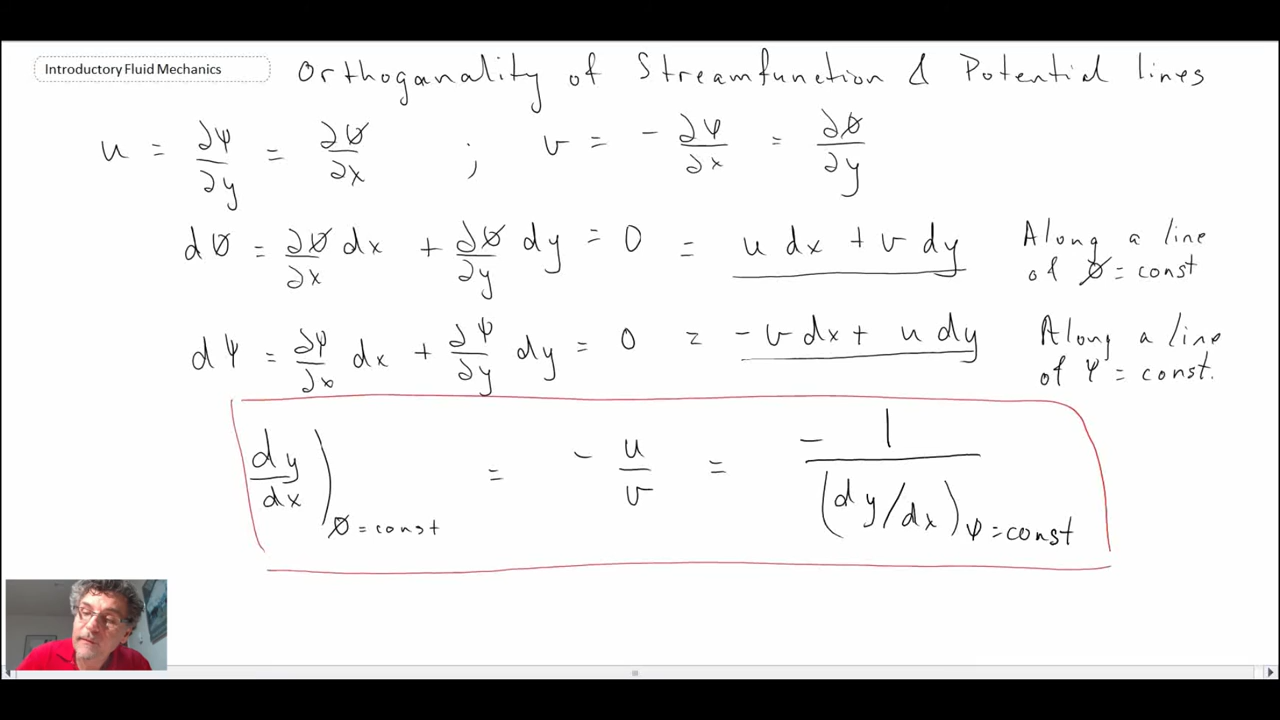 Introductory Fluid Mechanics
Orthoganality of Streamfunction & Potential lines
u = ∂ψ/∂y = ∂Ø/∂x ; v = - ∂ψ/∂x = ∂Ø/∂y
dØ = ∂Ø/∂x dx + ∂Ø/∂y dy = 0 = u dx + v dy Along a line of Ø = const
dψ = ∂ψ/∂x dx + ∂ψ/∂y dy = 0 = - v dx + u dy Along a line of ψ = const.
dy/dx)Ø = const = - u/v = - 1/(dy/dx)ψ = const